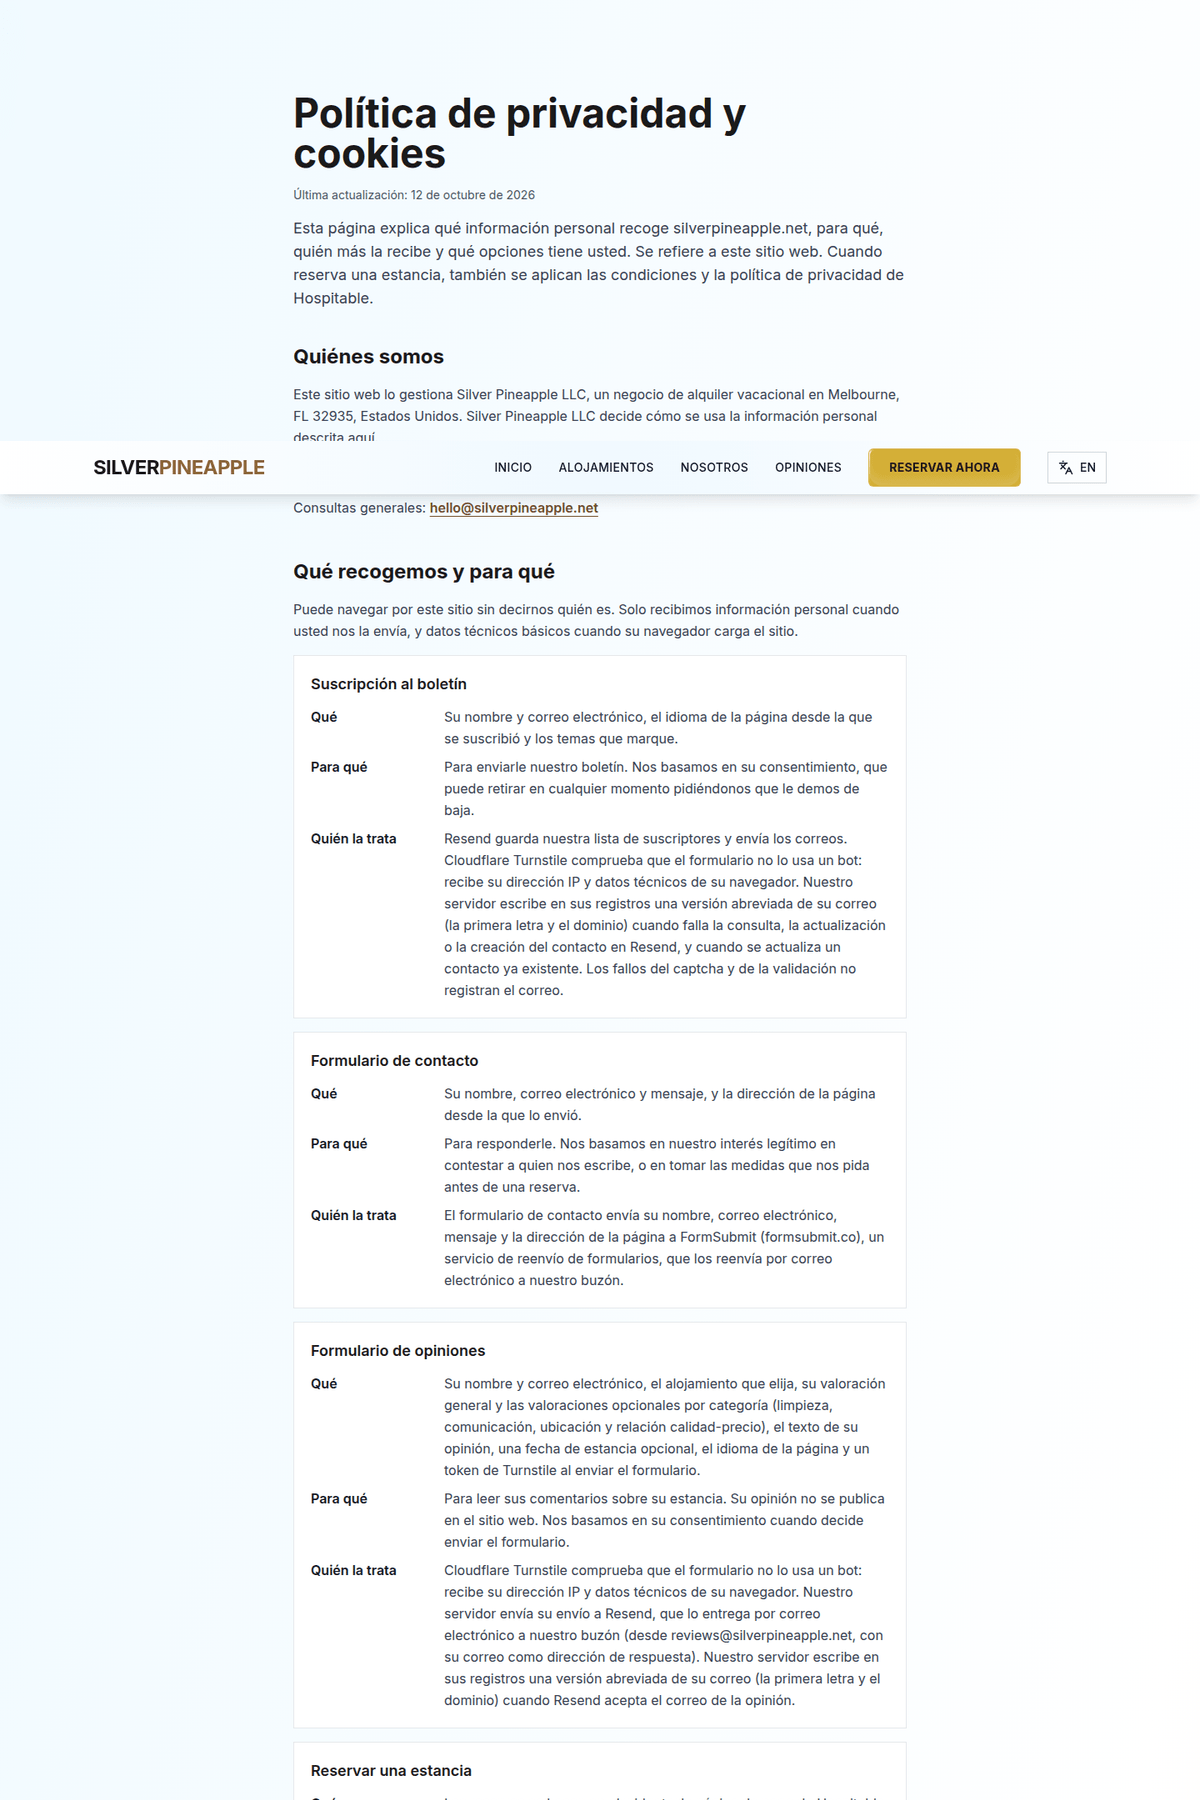 Política de privacidad y
cookies
Última actualización: 12 de octubre de 2026
Esta página explica qué información personal recoge silverpineapple.net, para qué,
quién más la recibe y qué opciones tiene usted. Se refiere a este sitio web. Cuando
reserva una estancia, también se aplican las condiciones y la política de privacidad de
Hospitable.
Quiénes somos
Este sitio web lo gestiona Silver Pineapple LLC, un negocio de alquiler vacacional en Melbourne,
FL 32935, Estados Unidos. Silver Pineapple LLC decide cómo se usa la información personal
descrita aquí.
SILVERPINEAPPLE INICIO ALOJAMIENTOS NOSOTROS OPINIONES RESERVAR AHORA EN
Consultas generales: hello@silverpineapple.net
Qué recogemos y para qué
Puede navegar por este sitio sin decirnos quién es. Solo recibimos información personal cuando
usted nos la envía, y datos técnicos básicos cuando su navegador carga el sitio.
Suscripción al boletín
Qué Su nombre y correo electrónico, el idioma de la página desde la que
se suscribió y los temas que marque.
Para qué Para enviarle nuestro boletín. Nos basamos en su consentimiento, que
puede retirar en cualquier momento pidiéndonos que le demos de
baja.
Quién la trata Resend guarda nuestra lista de suscriptores y envía los correos.
Cloudflare Turnstile comprueba que el formulario no lo usa un bot:
recibe su dirección IP y datos técnicos de su navegador. Nuestro
servidor escribe en sus registros una versión abreviada de su correo
(la primera letra y el dominio) cuando falla la consulta, la actualización
o la creación del contacto en Resend, y cuando se actualiza un
contacto ya existente. Los fallos del captcha y de la validación no
registran el correo.
Formulario de contacto
Qué Su nombre, correo electrónico y mensaje, y la dirección de la página
desde la que lo envió.
Para qué Para responderle. Nos basamos en nuestro interés legítimo en
contestar a quien nos escribe, o en tomar las medidas que nos pida
antes de una reserva.
Quién la trata El formulario de contacto envía su nombre, correo electrónico,
mensaje y la dirección de la página a FormSubmit (formsubmit.co), un
servicio de reenvío de formularios, que los reenvía por correo
electrónico a nuestro buzón.
Formulario de opiniones
Qué Su nombre y correo electrónico, el alojamiento que elija, su valoración
general y las valoraciones opcionales por categoría (limpieza,
comunicación, ubicación y relación calidad-precio), el texto de su
opinión, una fecha de estancia opcional, el idioma de la página y un
token de Turnstile al enviar el formulario.
Para qué Para leer sus comentarios sobre su estancia. Su opinión no se publica
en el sitio web. Nos basamos en su consentimiento cuando decide
enviar el formulario.
Quién la trata Cloudflare Turnstile comprueba que el formulario no lo usa un bot:
recibe su dirección IP y datos técnicos de su navegador. Nuestro
servidor envía su envío a Resend, que lo entrega por correo
electrónico a nuestro buzón (desde reviews@silverpineapple.net, con
su correo como dirección de respuesta). Nuestro servidor escribe en
sus registros una versión abreviada de su correo (la primera letra y el
dominio) cuando Resend acepta el correo de la opinión.
Reservar una estancia